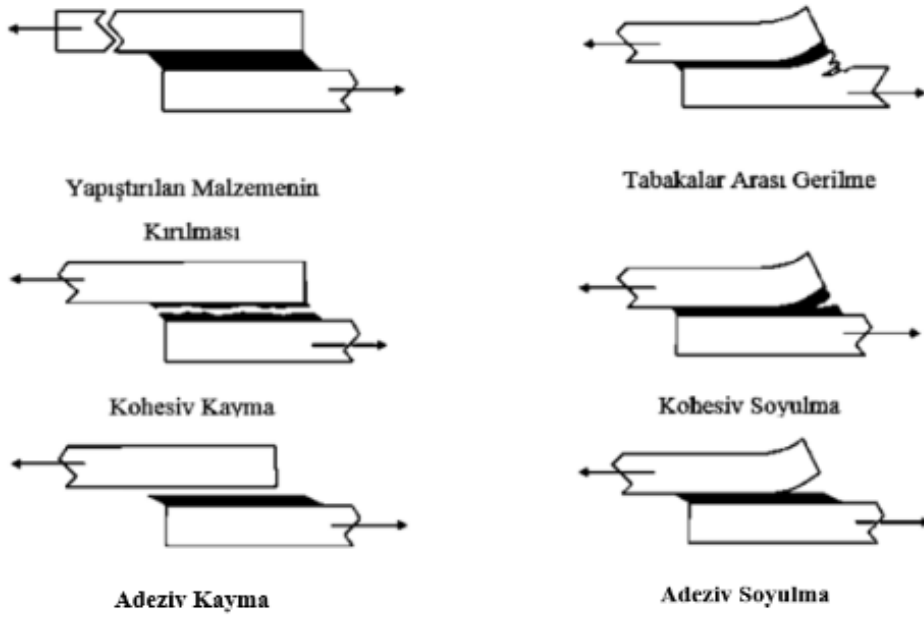 Yapıştırılan Malzemenin
Kırılması
Tabakalar Arası Gerilme
Kohesiv Kayma
Kohesiv Soyulma
Adeziv Kayma
Adeziv Soyulma